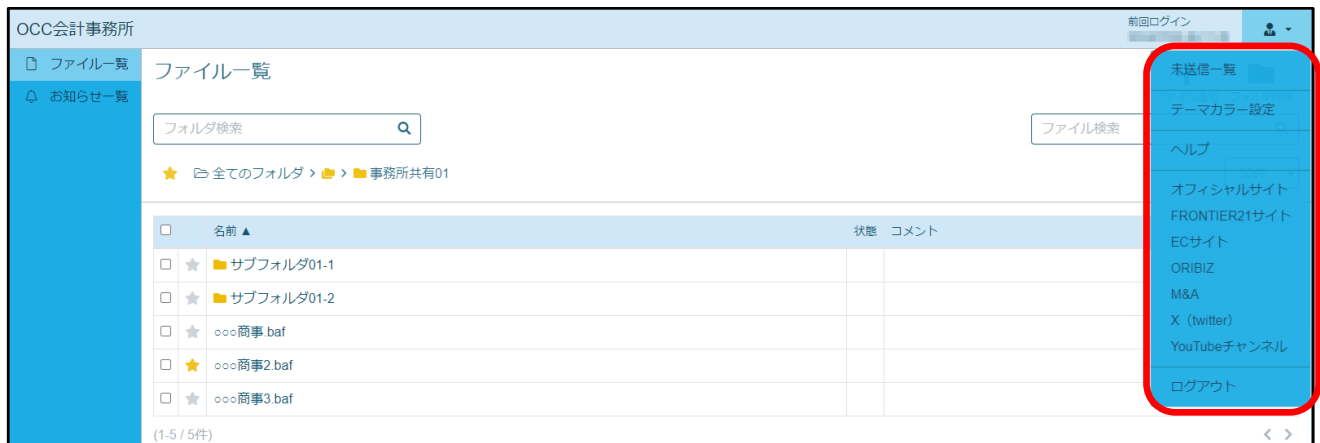 OCC会計事務所
前回ログイン
ファイル一覧
お知らせ一覧
ファイル一覧
フォルダ検索
ファイル検索
全てのフォルダ > > 事務所共有01
名前▲ 状態 コメント
サブフォルダ01-1
サブフォルダ01-2
○○○商事.baf
○○○商事2.baf
○○○商事3.baf
(1-5 / 5件)
未送信一覧
テーマカラー設定
ヘルプ
オフィシャルサイト
FRONTIER21サイト
ECサイト
ORIBIZ
M&A
X（twitter）
YouTubeチャンネル
ログアウト